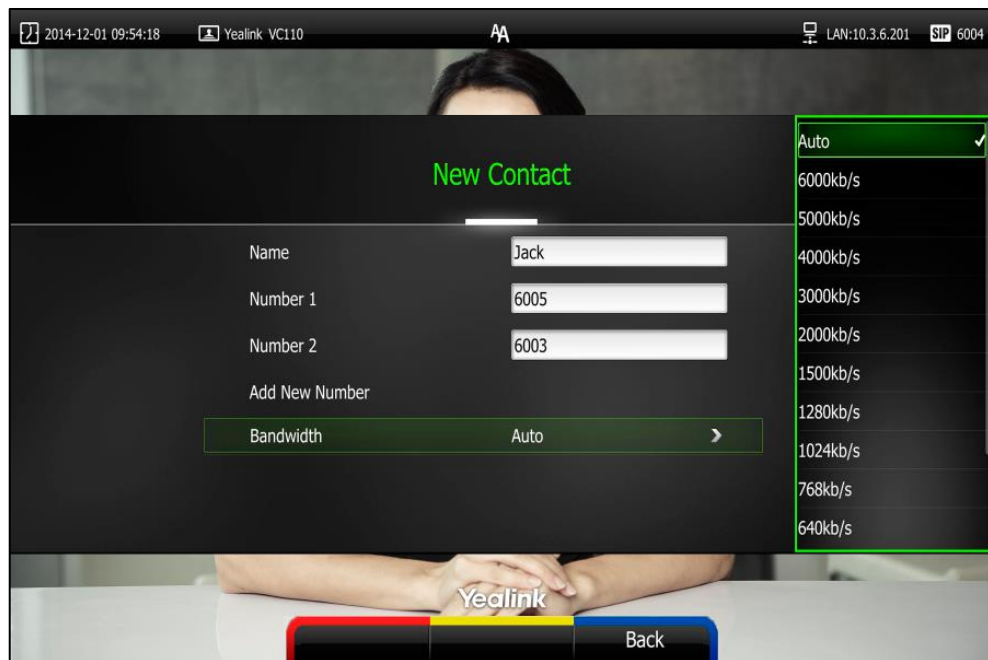 2014-12-01 09:54:18 Yealink VC110 AA LAN:10.3.6.201 SIP 6004
New Contact
Name Jack
Number 1 6005
Number 2 6003
Add New Number
Bandwidth Auto
Auto
6000kb/s
5000kb/s
4000kb/s
3000kb/s
2000kb/s
1500kb/s
1280kb/s
1024kb/s
768kb/s
640kb/s
Yealink
Back